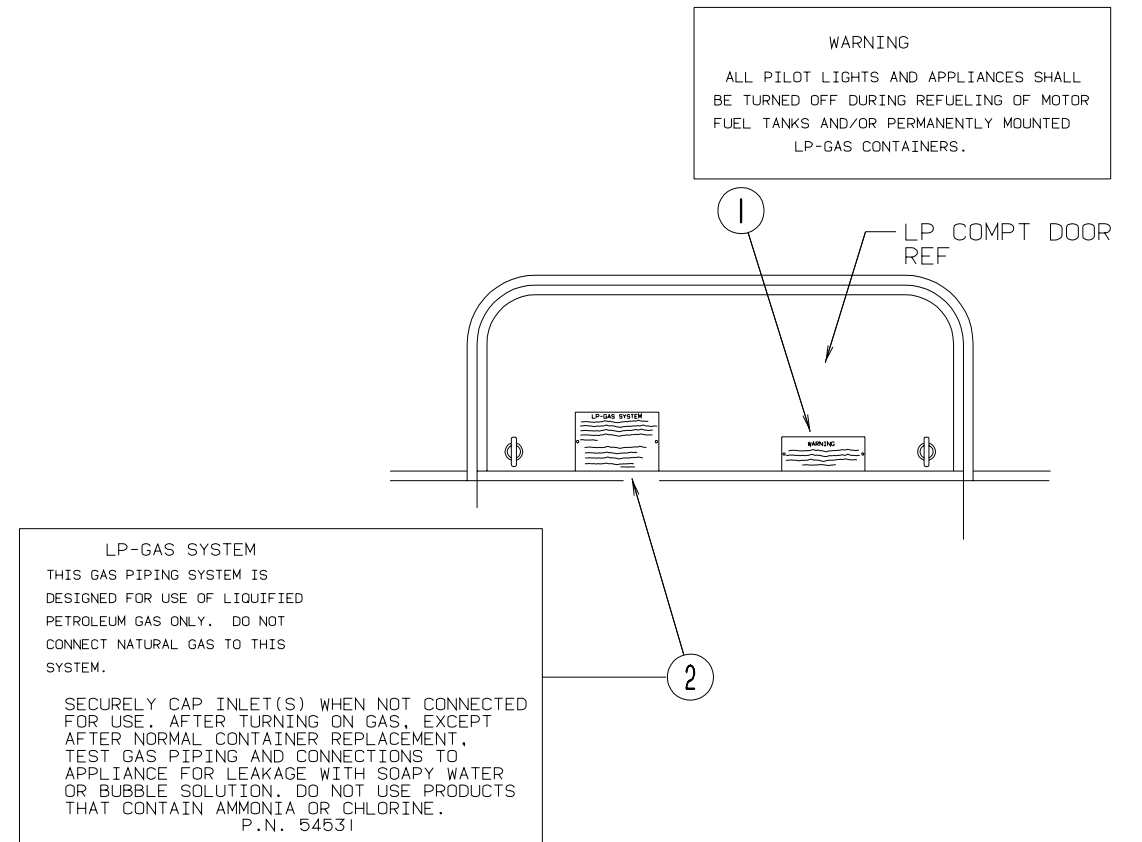 WARNING
ALL PILOT LIGHTS AND APPLIANCES SHALL
BE TURNED OFF DURING REFUELING OF MOTOR
FUEL TANKS AND/OR PERMANENTLY MOUNTED
LP-GAS CONTAINERS.
1
LP COMPT DOOR
REF
LP-GAS SYSTEM
WARNING
LP-GAS SYSTEM
THIS GAS PIPING SYSTEM IS
DESIGNED FOR USE OF LIQUIFIED
PETROLEUM GAS ONLY. DO NOT
CONNECT NATURAL GAS TO THIS
SYSTEM.
2
SECURELY CAP INLET(S) WHEN NOT CONNECTED
FOR USE. AFTER TURNING ON GAS, EXCEPT
AFTER NORMAL CONTAINER REPLACEMENT,
TEST GAS PIPING AND CONNECTIONS TO
APPLIANCE FOR LEAKAGE WITH SOAPY WATER
OR BUBBLE SOLUTION. DO NOT USE PRODUCTS
THAT CONTAIN AMMONIA OR CHLORINE.
P.N. 54531